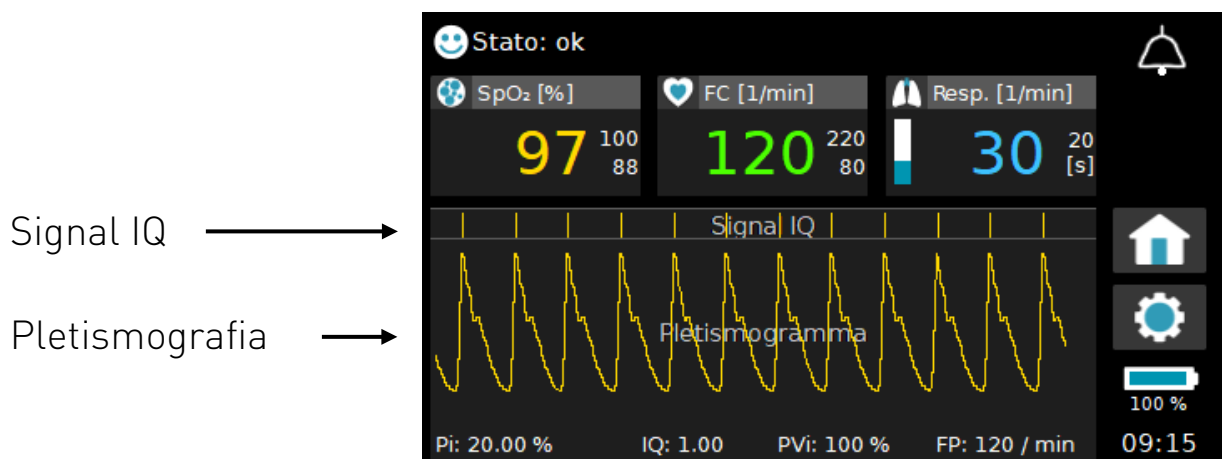 Stato: ok
SpO₂ [%]
FC [1/min]
Resp. [1/min]
97
100
88
120
220
80
30
20
[s]
Signal IQ
Signal IQ
Pletismografia
Pletismogramma
100 %
Pi: 20.00 %
IQ: 1.00
PVi: 100 %
FP: 120 / min
09:15